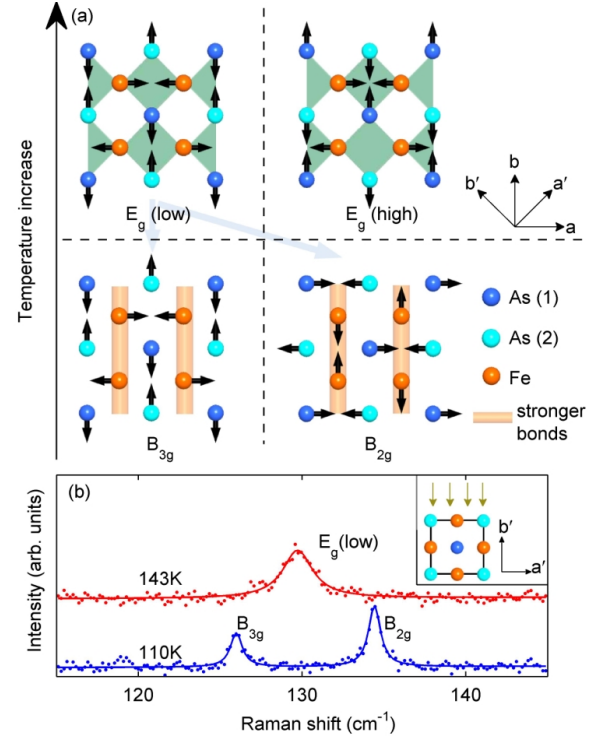 (a)
Temperature increase
E_g (low)
E_g (high)
b
b′
a′
a
As (1)
As (2)
Fe
stronger
bonds
B_3g
B_2g
(b)
Intensity (arb. units)
E_g(low)
143K
B_3g
B_2g
110K
b′
a′
120
130
140
Raman shift (cm⁻¹)